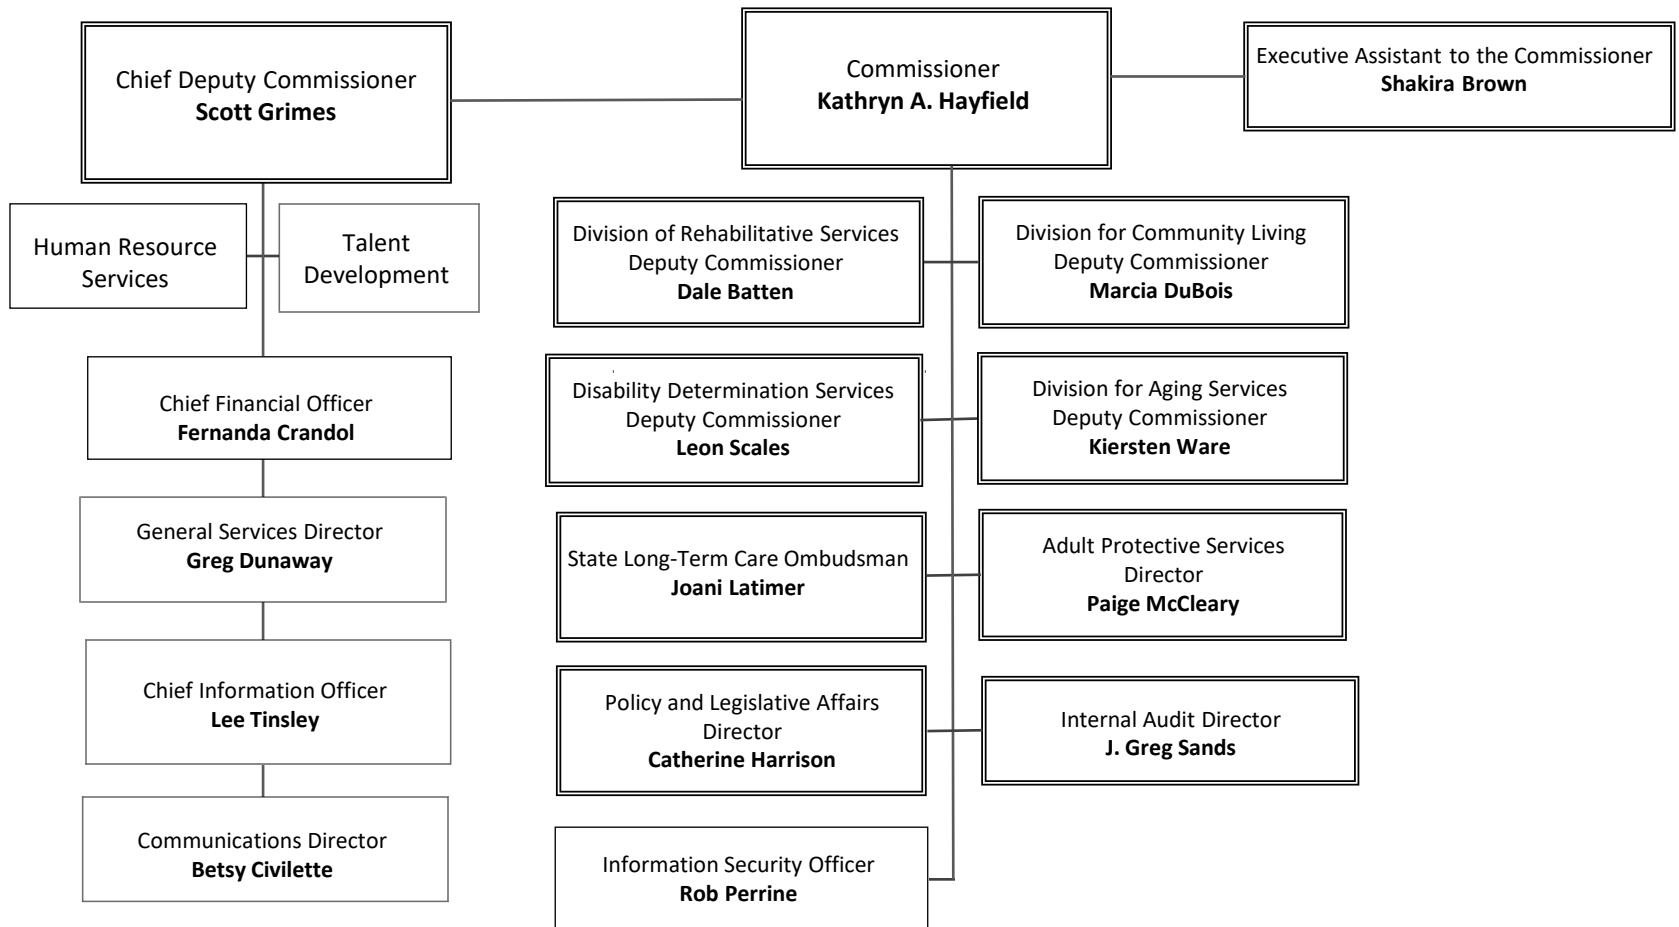 Chief Deputy Commissioner
Scott Grimes
Commissioner
Kathryn A. Hayfield
Executive Assistant to the Commissioner
Shakira Brown
Human Resource
Services
Talent
Development
Chief Financial Officer
Fernanda Crandol
General Services Director
Greg Dunaway
Chief Information Officer
Lee Tinsley
Communications Director
Betsy Civilette
Division of Rehabilitative Services
Deputy Commissioner
Dale Batten
Division for Community Living
Deputy Commissioner
Marcia DuBois
Disability Determination Services
Deputy Commissioner
Leon Scales
Division for Aging Services
Deputy Commissioner
Kiersten Ware
State Long-Term Care Ombudsman
Joani Latimer
Adult Protective Services
Director
Paige McCleary
Policy and Legislative Affairs
Director
Catherine Harrison
Internal Audit Director
J. Greg Sands
Information Security Officer
Rob Perrine